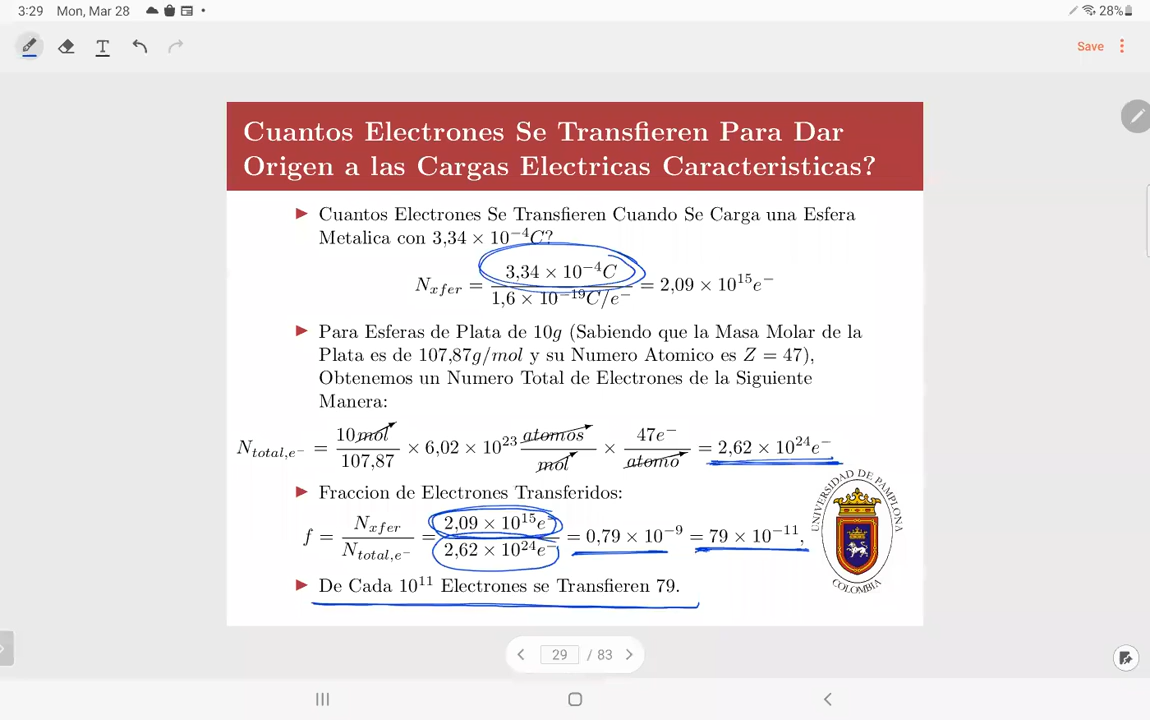 3:29 Mon, Mar 28
28%
T
Save
Cuantos Electrones Se Transfieren Para Dar
Origen a las Cargas Electricas Caracteristicas?
Cuantos Electrones Se Transfieren Cuando Se Carga una Esfera
Metalica con 3,34 × 10⁻⁴C?
N_xfer = 3,34 × 10⁻⁴C / 1,6 × 10⁻¹⁹C/e⁻ = 2,09 × 10¹⁵e⁻
Para Esferas de Plata de 10g (Sabiendo que la Masa Molar de la
Plata es de 107,87g/mol y su Numero Atomico es Z = 47),
Obtenemos un Numero Total de Electrones de la Siguiente
Manera:
N_total,e⁻ = 10mol / 107,87 × 6,02 × 10²³ atomos / mol × 47e⁻ / atomo = 2,62 × 10²⁴e⁻
Fraccion de Electrones Transferidos:
f = N_xfer / N_total,e⁻ = 2,09 × 10¹⁵e⁻ / 2,62 × 10²⁴e⁻ = 0,79 × 10⁻⁹ = 79 × 10⁻¹¹,
De Cada 10¹¹ Electrones se Transfieren 79.
UNIVERSIDAD DE PAMPLONA
COLOMBIA
29 / 83